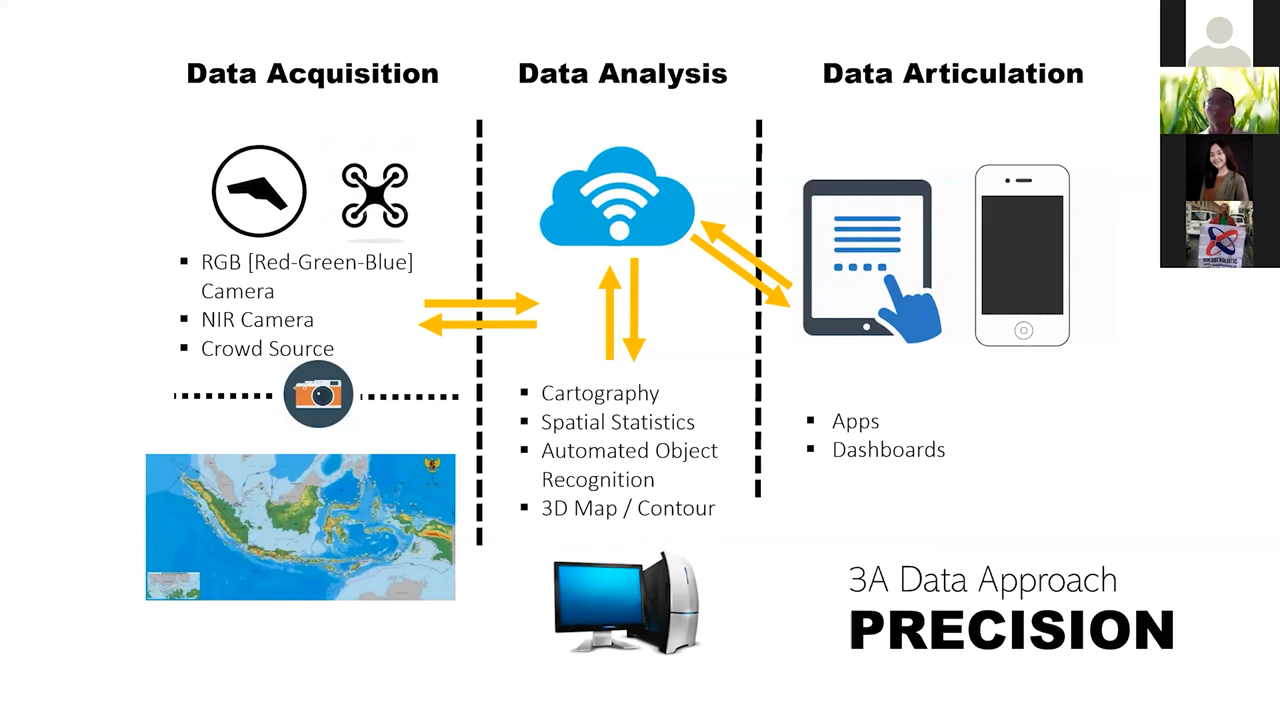 Data Acquisition
Data Analysis
Data Articulation
RGB [Red-Green-Blue]
Camera
NIR Camera
Crowd Source
Cartography
Spatial Statistics
Automated Object
Recognition
3D Map / Contour
Apps
Dashboards
3A Data Approach
PRECISION